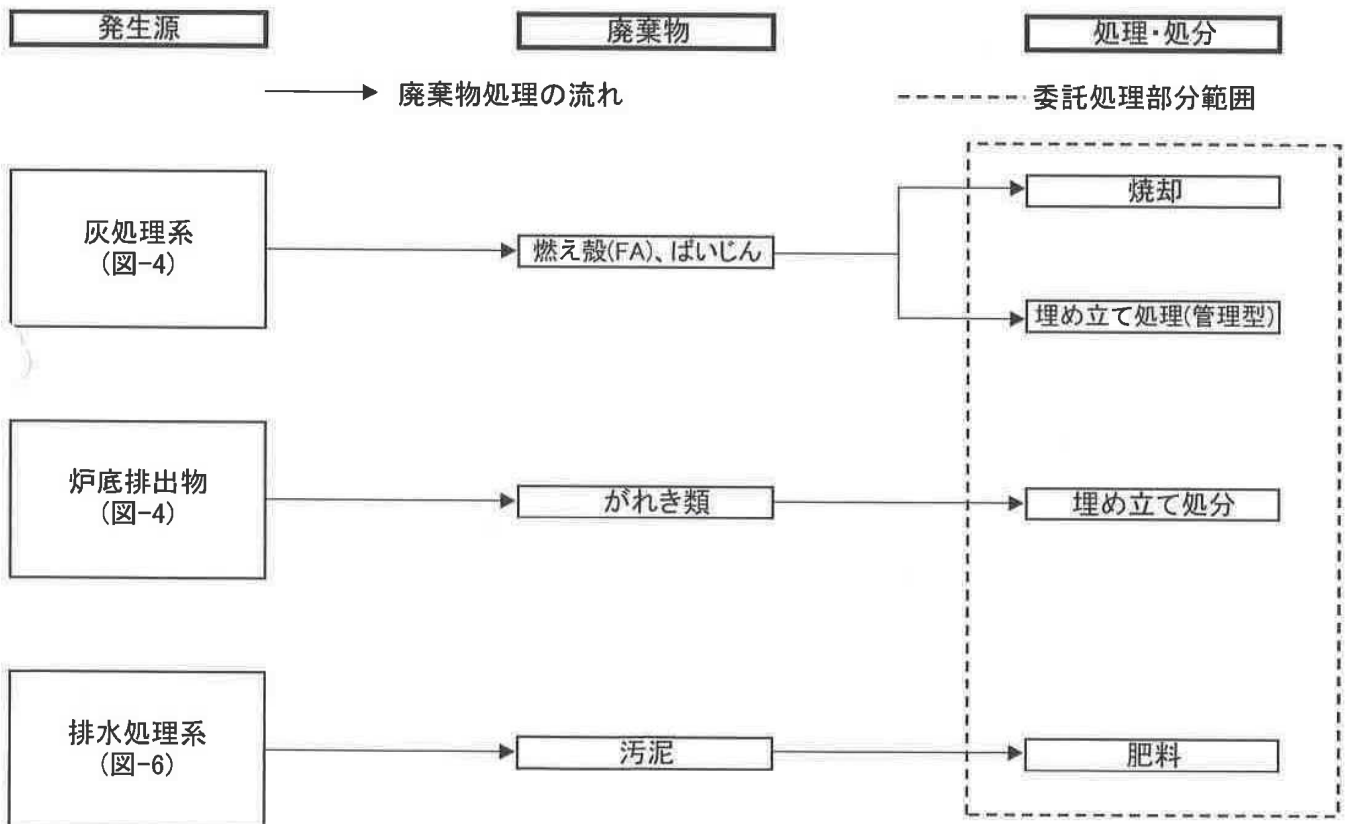 発生源
廃棄物
処理・処分
廃棄物処理の流れ
委託処理部分範囲
灰処理系
(図-4)
燃え殻(FA)、ばいじん
焼却
埋め立て処理(管理型)
炉底排出物
(図-4)
がれき類
埋め立て処分
排水処理系
(図-6)
汚泥
肥料